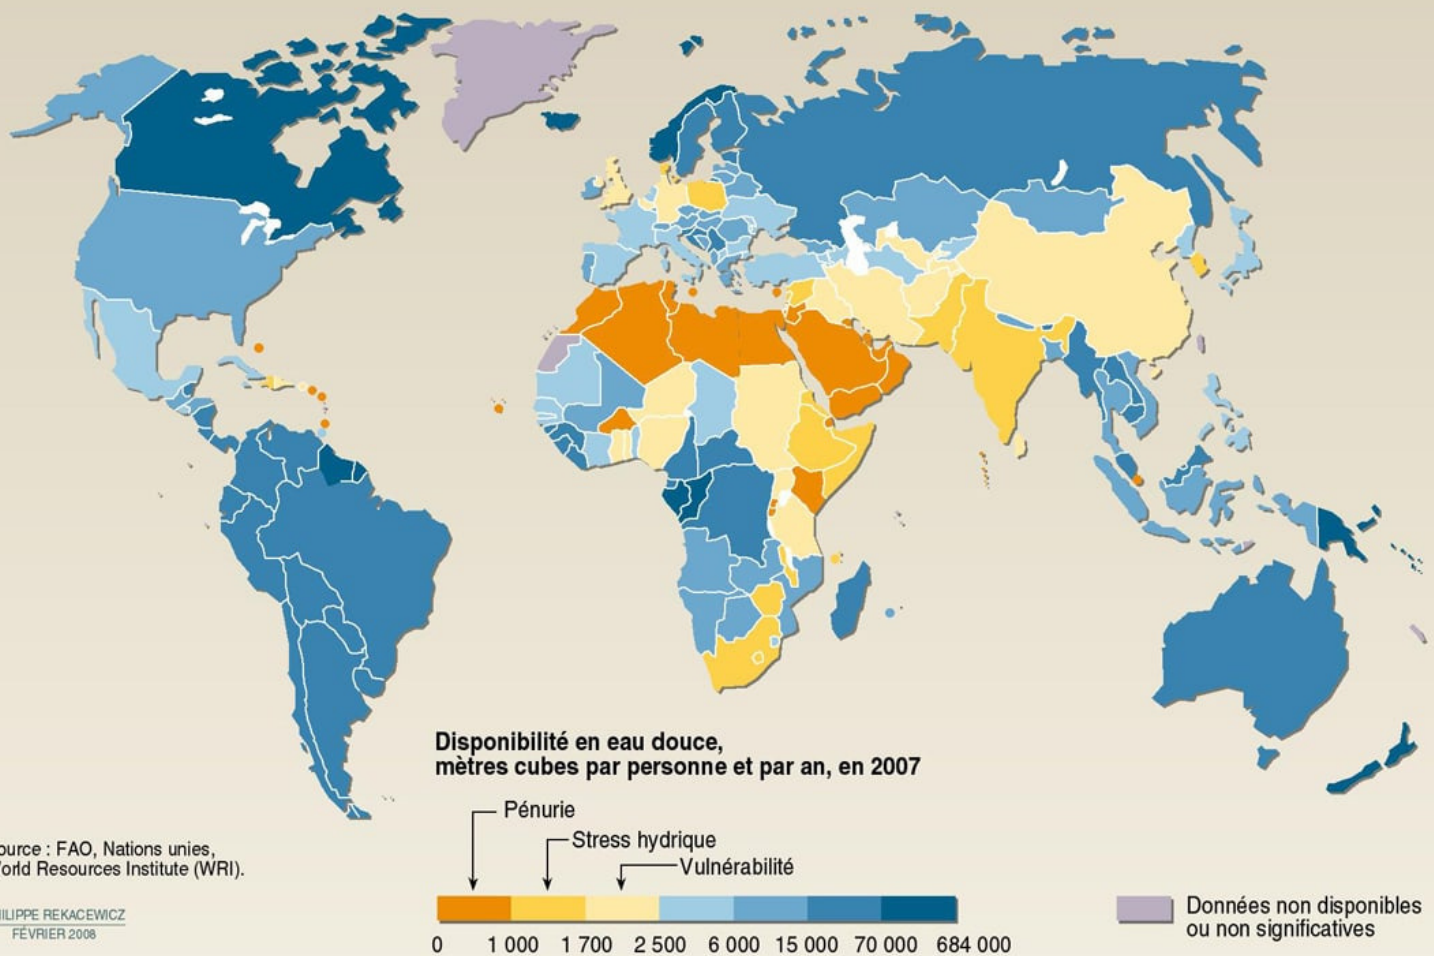 Disponibilité en eau douce,
mètres cubes par personne et par an, en 2007
Pénurie
Stress hydrique
Vulnérabilité
0 1 000 1 700 2 500 6 000 15 000 70 000 684 000
Données non disponibles
ou non significatives
ource : FAO, Nations unies,
orld Resources Institute (WRI).
ILIPPE REKACEWICZ
FÉVRIER 2008